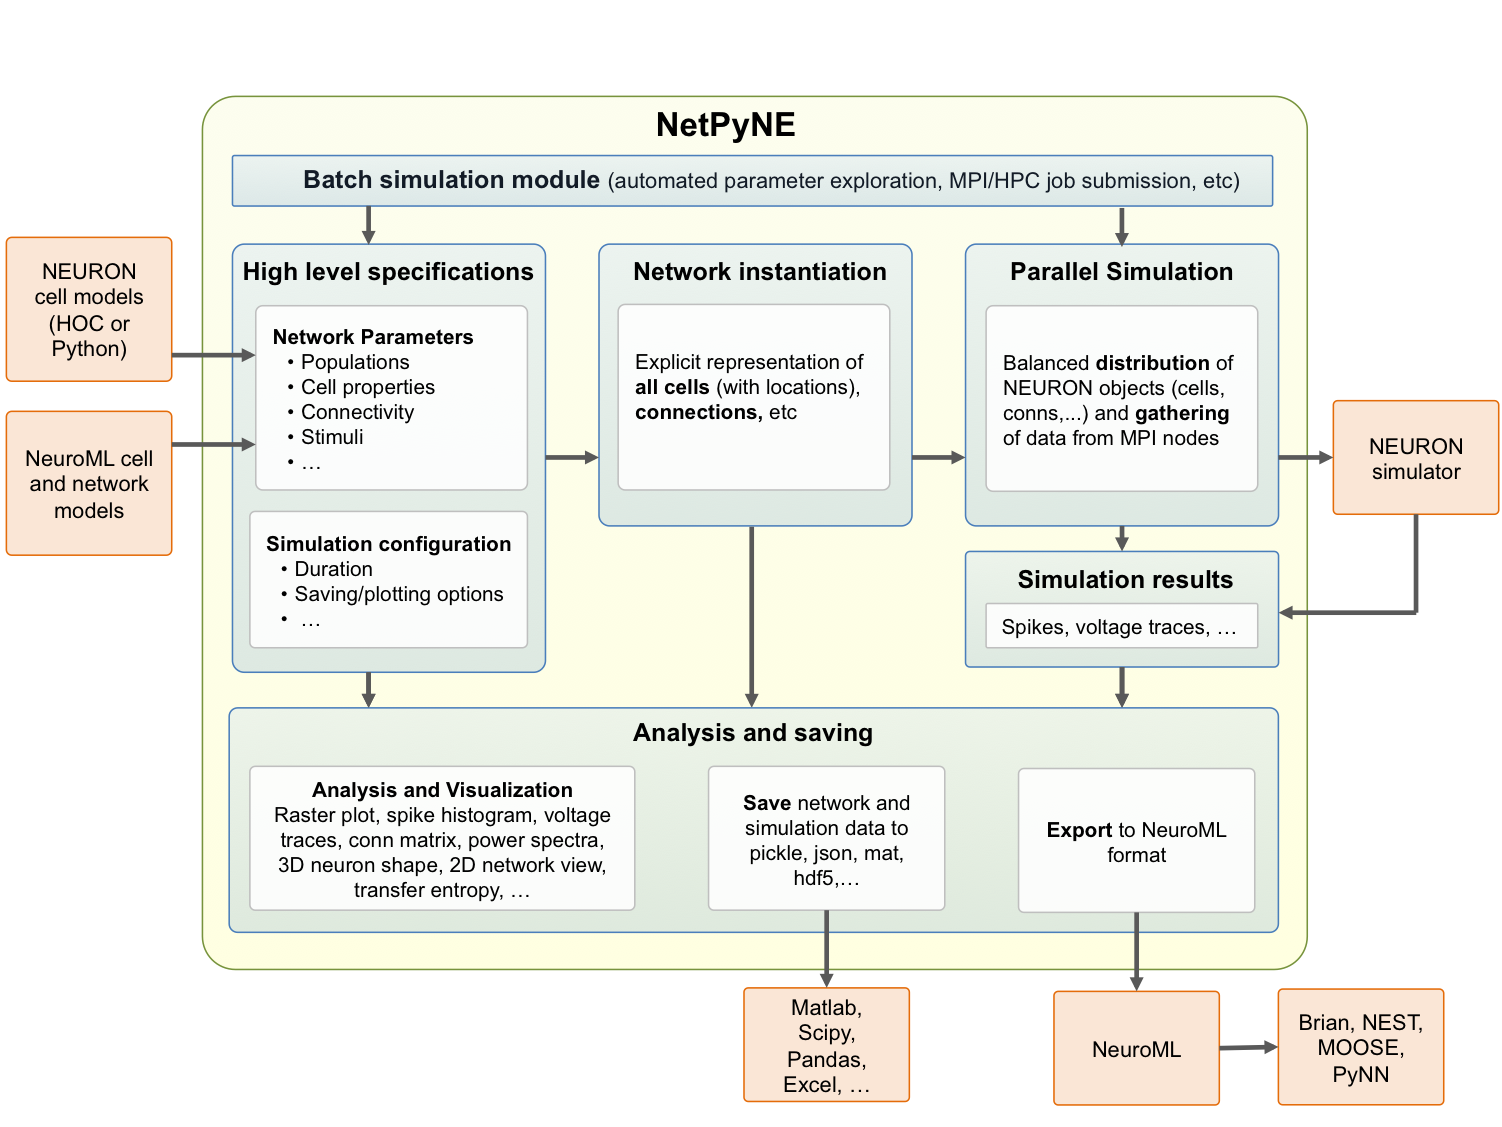 NetPyNE
Batch simulation module (automated parameter exploration, MPI/HPC job submission, etc)
NEURON
cell models
(HOC or
Python)
NeuroML cell
and network
models
High level specifications
Network Parameters
• Populations
• Cell properties
• Connectivity
• Stimuli
• …
Simulation configuration
• Duration
• Saving/plotting options
• …
Network instantiation
Explicit representation of
all cells (with locations),
connections, etc
Parallel Simulation
Balanced distribution of
NEURON objects (cells,
conns,...) and gathering
of data from MPI nodes
NEURON
simulator
Simulation results
Spikes, voltage traces, …
Analysis and saving
Analysis and Visualization
Raster plot, spike histogram, voltage
traces, conn matrix, power spectra,
3D neuron shape, 2D network view,
transfer entropy, …
Save network and
simulation data to
pickle, json, mat,
hdf5,…
Export to NeuroML
format
Matlab,
Scipy,
Pandas,
Excel, …
NeuroML
Brian, NEST,
MOOSE,
PyNN